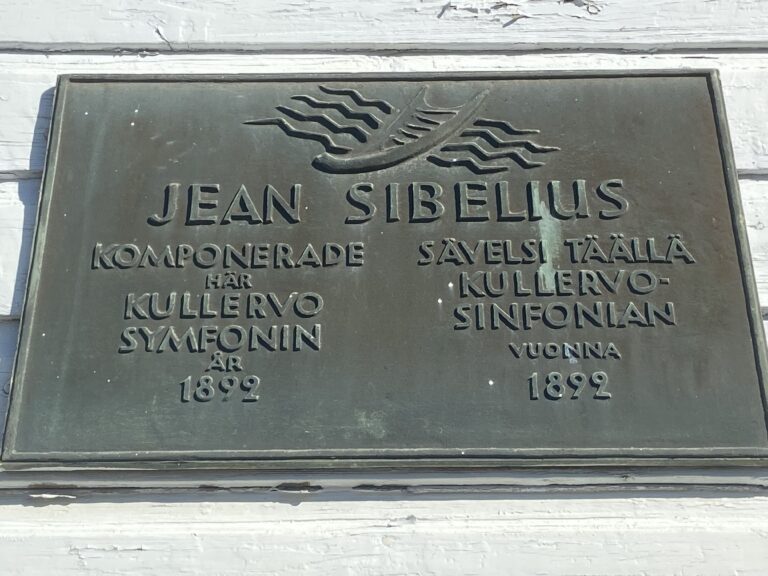 JEAN SIBELIUS
KOMPONERADE
HÄR
KULLERVO
SYMFONIN
ÅR
1892
SÄVELSI TÄÄLLÄ
KULLERVO-
SINFONIAN
VUONNA
1892